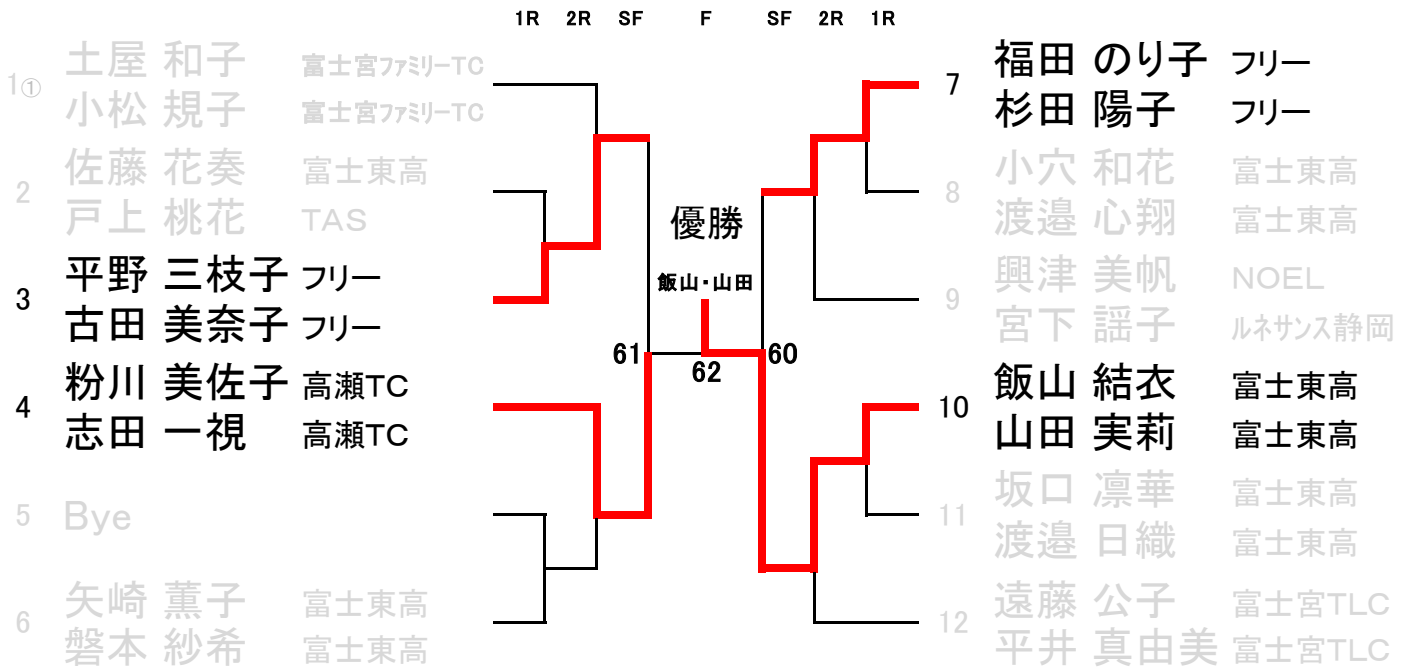 1R 2R SF F SF 2R 1R
1① 土屋 和子 富士宮ファミリーTC
小松 規子 富士宮ファミリーTC
2 佐藤 花奏 富士東高
戸上 桃花 TAS
3 平野 三枝子 フリー
古田 美奈子 フリー
4 粉川 美佐子 高瀬TC
志田 一視 高瀬TC
5 Bye
6 矢崎 薫子 富士東高
磐本 紗希 富士東高
優勝
飯山・山田
61
62
60
7 福田 のり子 フリー
杉田 陽子 フリー
8 小穴 和花 富士東高
渡邉 心翔 富士東高
9 興津 美帆 NOEL
宮下 謡子 ルネサンス静岡
10 飯山 結衣 富士東高
山田 実莉 富士東高
11 坂口 凛華 富士東高
渡邉 日織 富士東高
12 遠藤 公子 富士宮TLC
平井 真由美 富士宮TLC